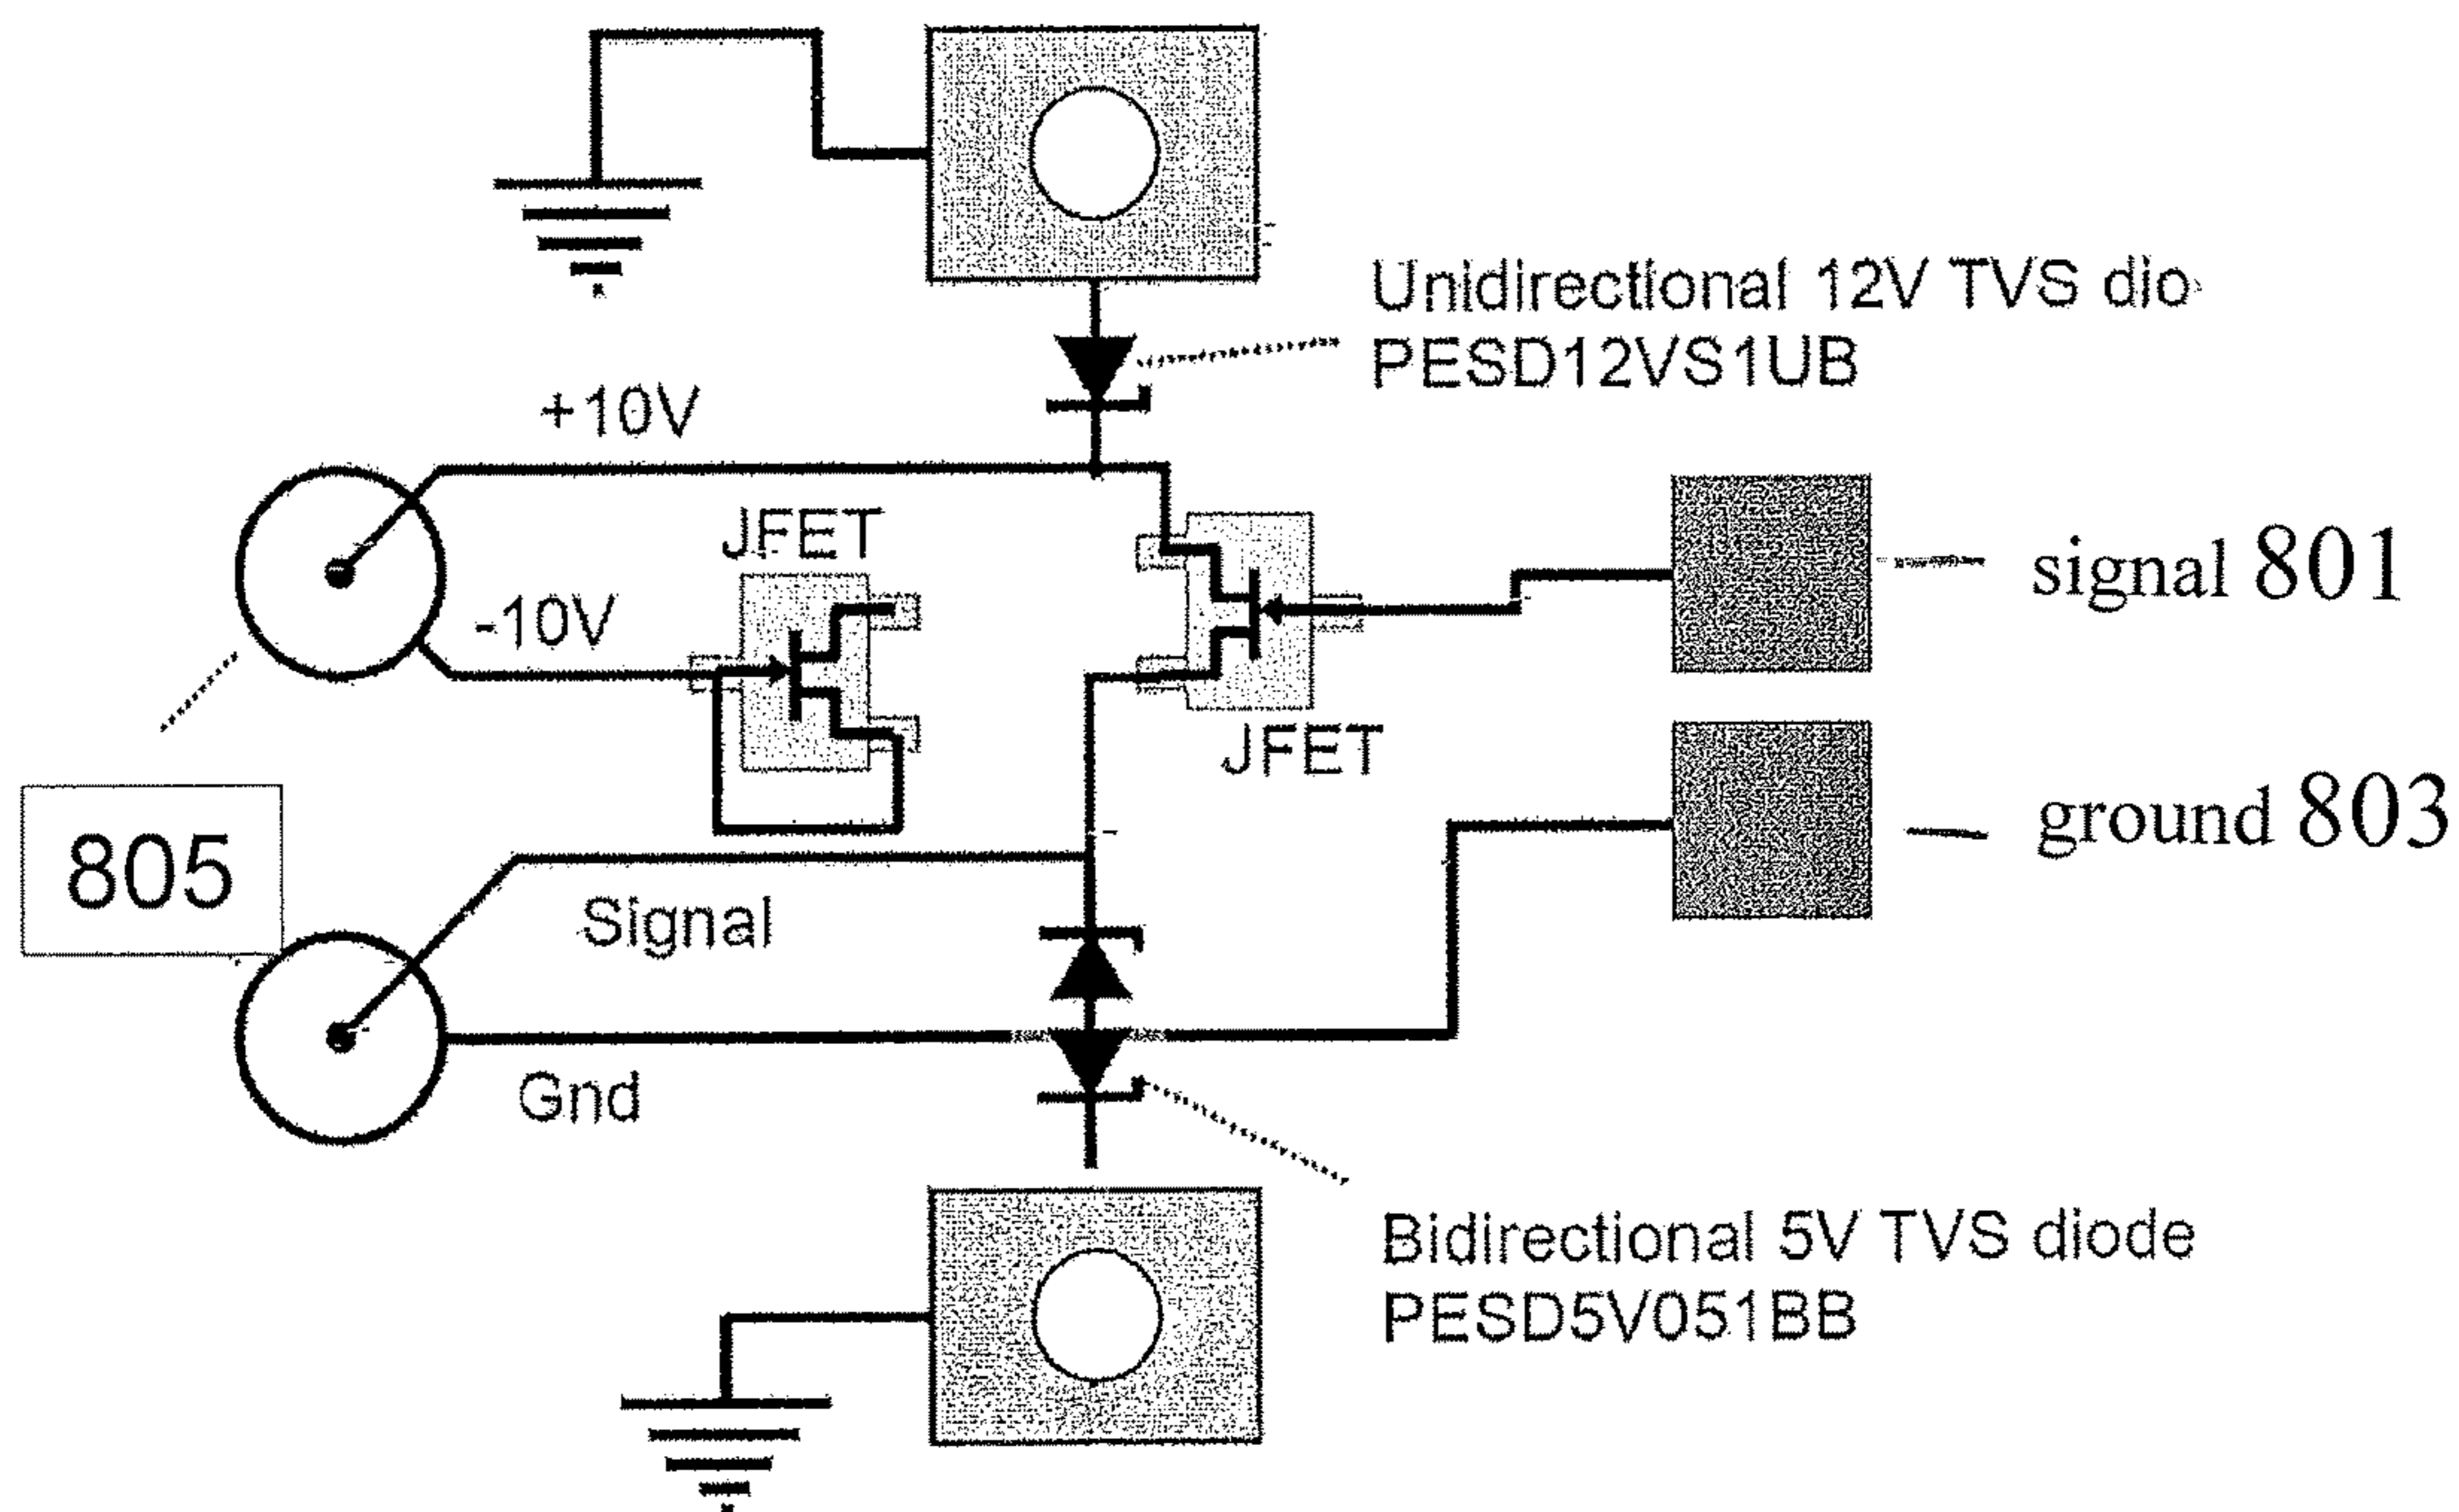 Unidirectional 12V TVS dio
PESD12VS1UB
+10V
JFET
-10V
signal 801
JFET
ground 803
805
Signal
Gnd
Bidirectional 5V TVS diode
PESD5V051BB